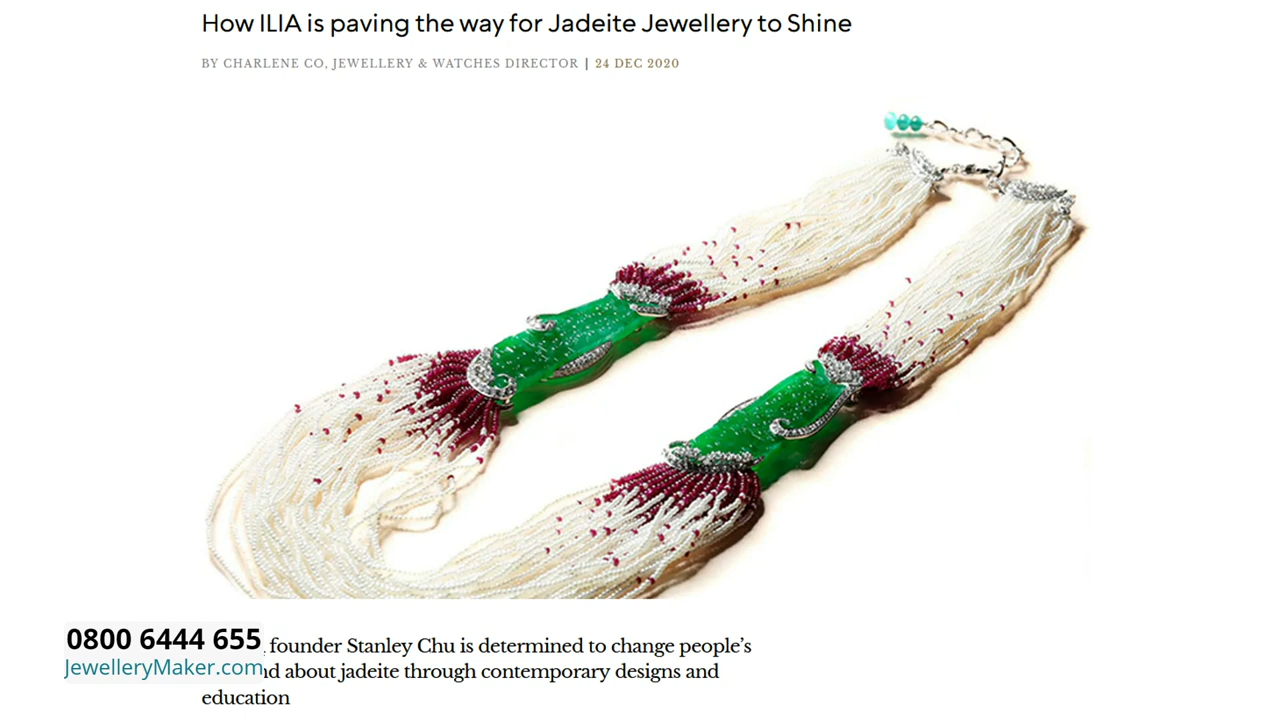 How ILIA is paving the way for Jadeite Jewellery to Shine
BY CHARLENE CO, JEWELLERY & WATCHES DIRECTOR | 24 DEC 2020
0800 6444 655
JewelleryMaker.com
founder Stanley Chu is determined to change people's
about jadeite through contemporary designs and
education